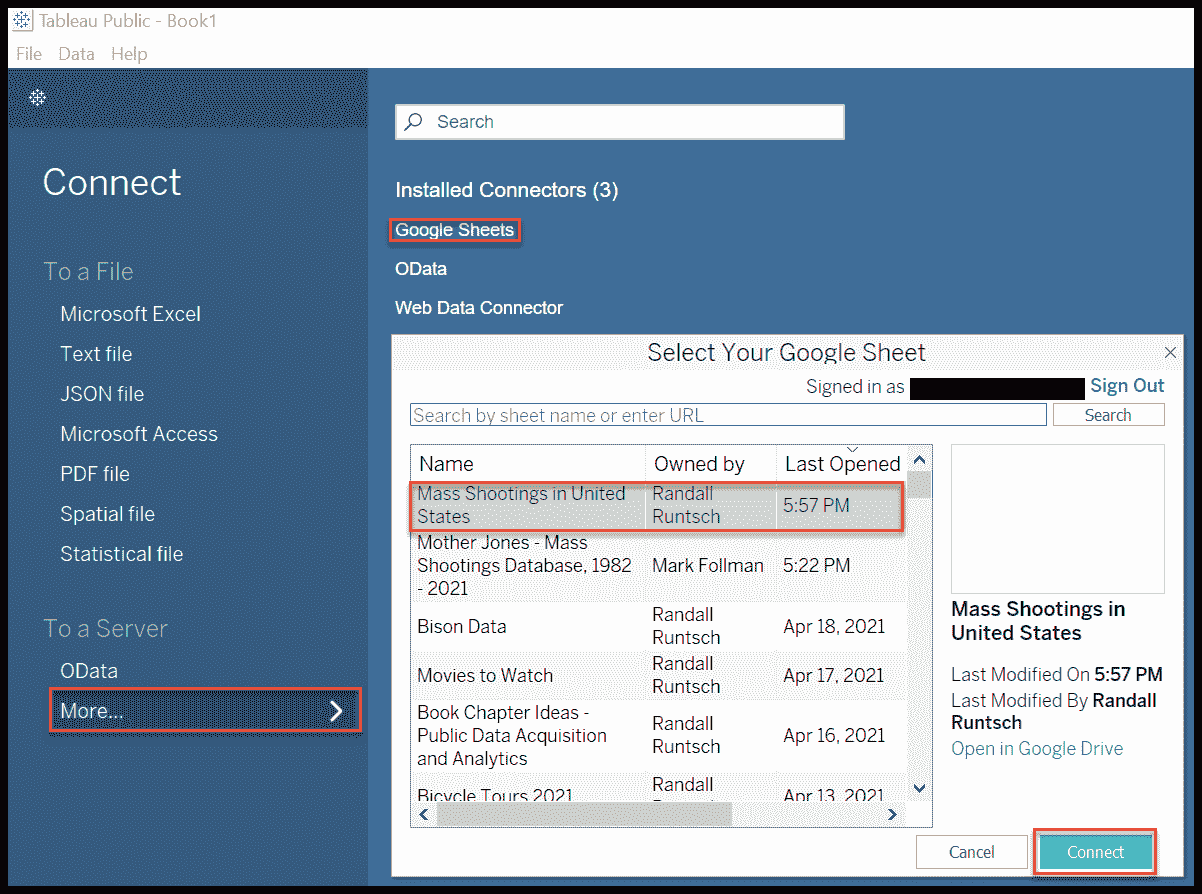 Tableau Public - Book1
File Data Help
Connect
To a File
Microsoft Excel
Text file
JSON file
Microsoft Access
PDF file
Spatial file
Statistical file
To a Server
OData
More...
Search
Installed Connectors (3)
Google Sheets
OData
Web Data Connector
Select Your Google Sheet
Signed in as Sign Out
Search by sheet name or enter URL Search
Name Owned by Last Opened
Mass Shootings in United
States
Randall
Runtsch
5:57 PM
Mother Jones - Mass
Shootings Database, 1982
- 2021
Mark Follman
5:22 PM
Bison Data
Randall
Runtsch
Apr 18, 2021
Movies to Watch
Randall
Runtsch
Apr 17, 2021
Book Chapter Ideas -
Public Data Acquisition
and Analytics
Randall
Runtsch
Apr 16, 2021
Bicycle Tours 2021
Randall
Apr 13, 2021
Mass Shootings in
United States
Last Modified On 5:57 PM
Last Modified By Randall
Runtsch
Open in Google Drive
Cancel Connect